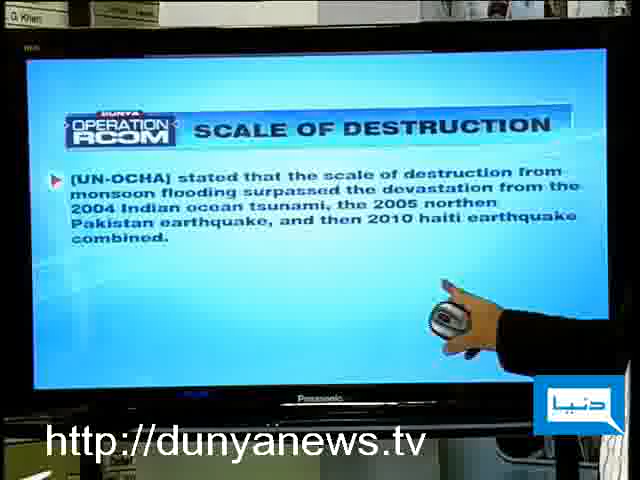 G. Khan
DUNYA
OPERATION
ROOM
SCALE OF DESTRUCTION
(UN-OCHA) stated that the scale of destruction from
monsoon flooding surpassed the devastation from the
2004 Indian ocean tsunami, the 2005 northen
Pakistan earthquake, and then 2010 haiti earthquake
combined.
Panasonic
دنیا
http://dunyanews.tv